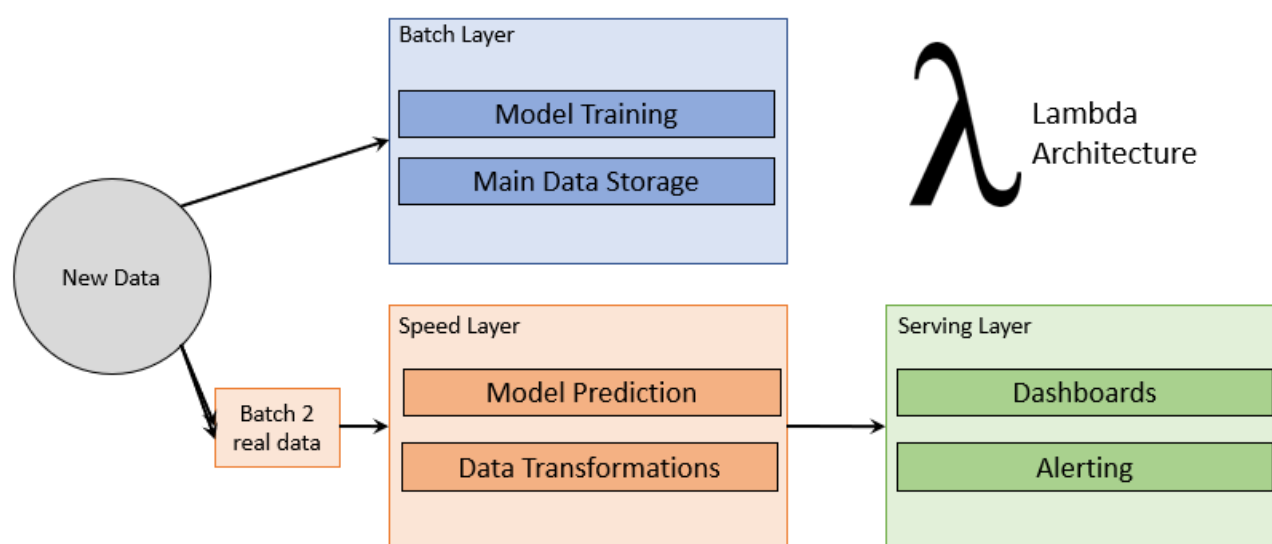 Batch Layer
Model Training
Main Data Storage
λ
Lambda
Architecture
New Data
Batch 2
real data
Speed Layer
Model Prediction
Data Transformations
Serving Layer
Dashboards
Alerting